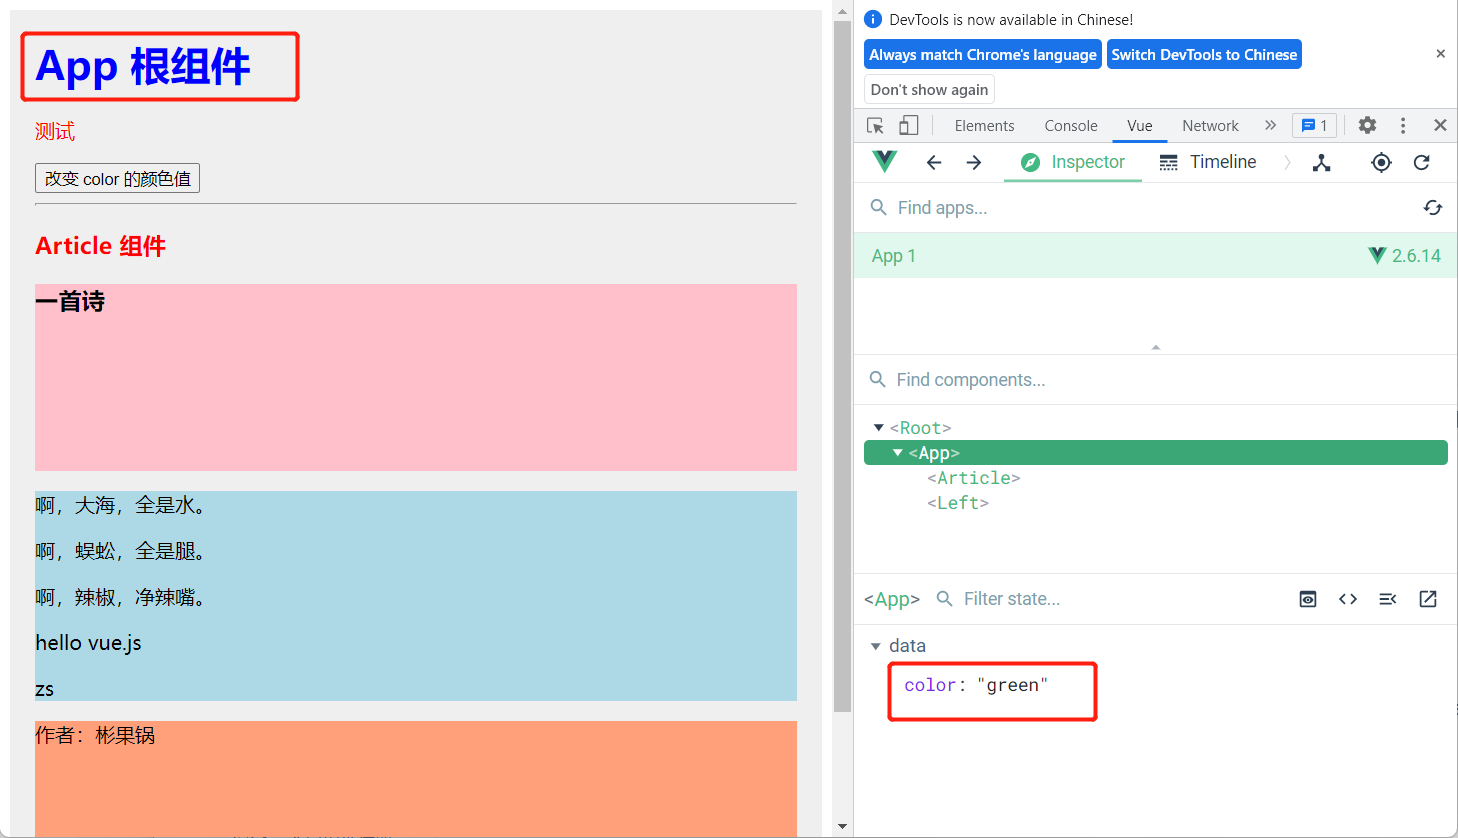 App 根组件
测试
改变 color 的颜色值
Article 组件
一首诗
啊，大海，全是水。
啊，蜈蚣，全是腿。
啊，辣椒，净辣嘴。
hello vue.js
zs
作者：彬果锅
DevTools is now available in Chinese!
Always match Chrome's language
Switch DevTools to Chinese
Don't show again
Elements
Console
Vue
Network
1
Inspector
Timeline
Find apps...
App 1
2.6.14
Find components...
<Root>
<App>
<Article>
<Left>
<App>
Filter state...
data
color: "green"